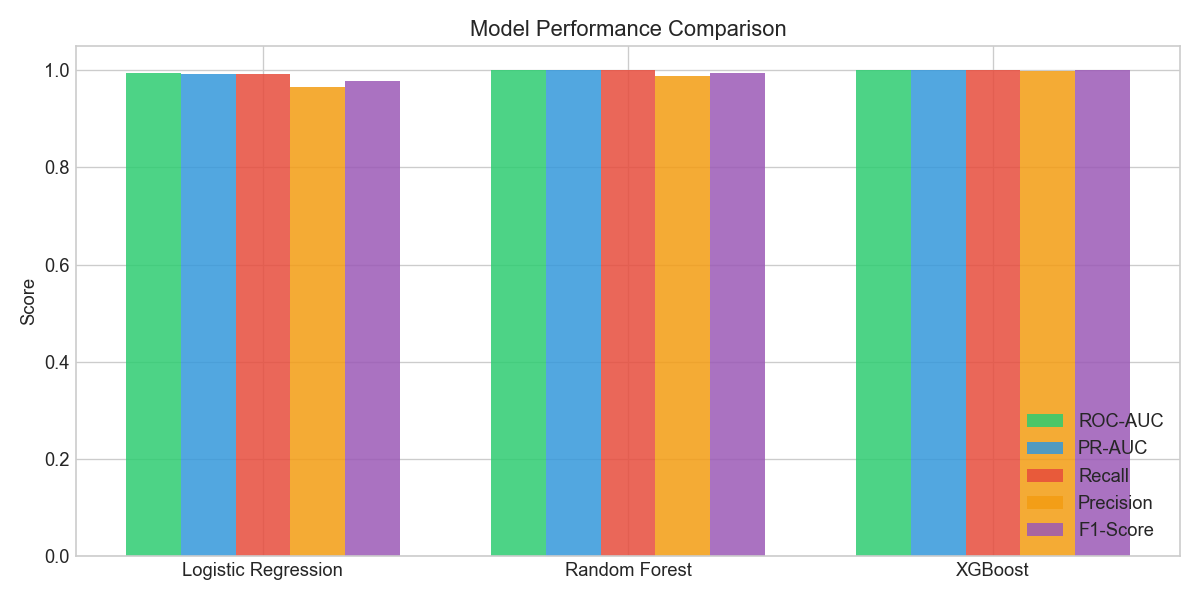 Model Performance Comparison
Score
1.0
0.8
0.6
0.4
0.2
0.0
Logistic Regression
Random Forest
XGBoost
ROC-AUC
PR-AUC
Recall
Precision
F1-Score